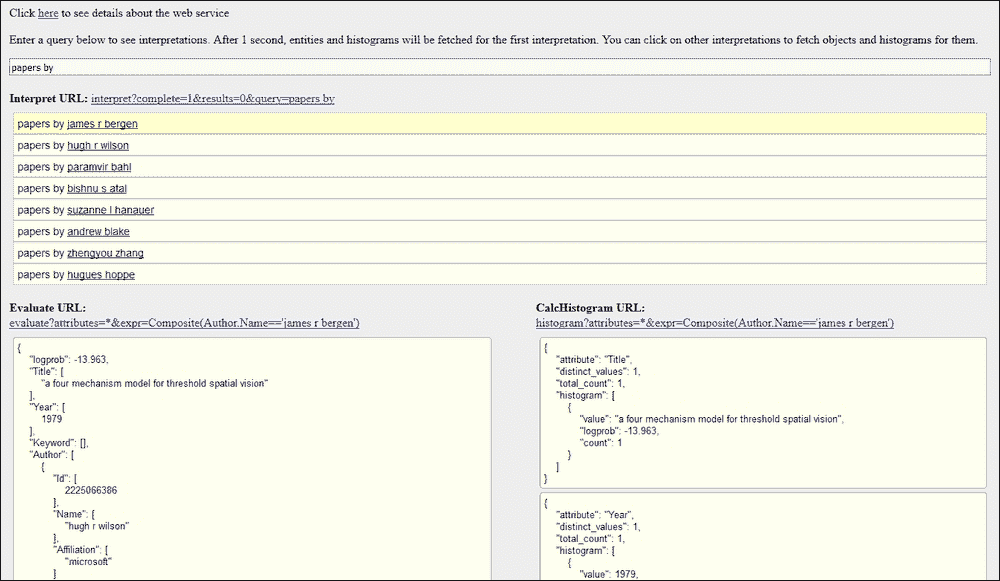 Click here to see details about the web service
Enter a query below to see interpretations. After 1 second, entities and histograms will be fetched for the first interpretation. You can click on other interpretations to fetch objects and histograms for them.
papers by
Interpret URL: interpret?complete=1&results=0&query=papers by
papers by james r bergen
papers by hugh r wilson
papers by paramvir bahl
papers by bishnu s atal
papers by suzanne l hanauer
papers by andrew blake
papers by zhengyou zhang
papers by hugues hoppe
Evaluate URL:
evaluate?attributes=*&expr=Composite(Author.Name=='james r bergen')
{
"logprob": -13.963,
"Title": [
"a four mechanism model for threshold spatial vision"
],
"Year": [
1979
],
"Keyword": [],
"Author": [
{
"Id": [
2225066386
],
"Name": [
"hugh r wilson"
],
"Affiliation": [
"microsoft"
]
CalcHistogram URL:
histogram?attributes=*&expr=Composite(Author.Name=='james r bergen')
{
"attribute": "Title",
"distinct_values": 1,
"total_count": 1,
"histogram": [
{
"value": "a four mechanism model for threshold spatial vision",
"logprob": -13.963,
"count": 1
}
]
}
{
"attribute": "Year",
"distinct_values": 1,
"total_count": 1,
"histogram": [
{
"value": 1979,